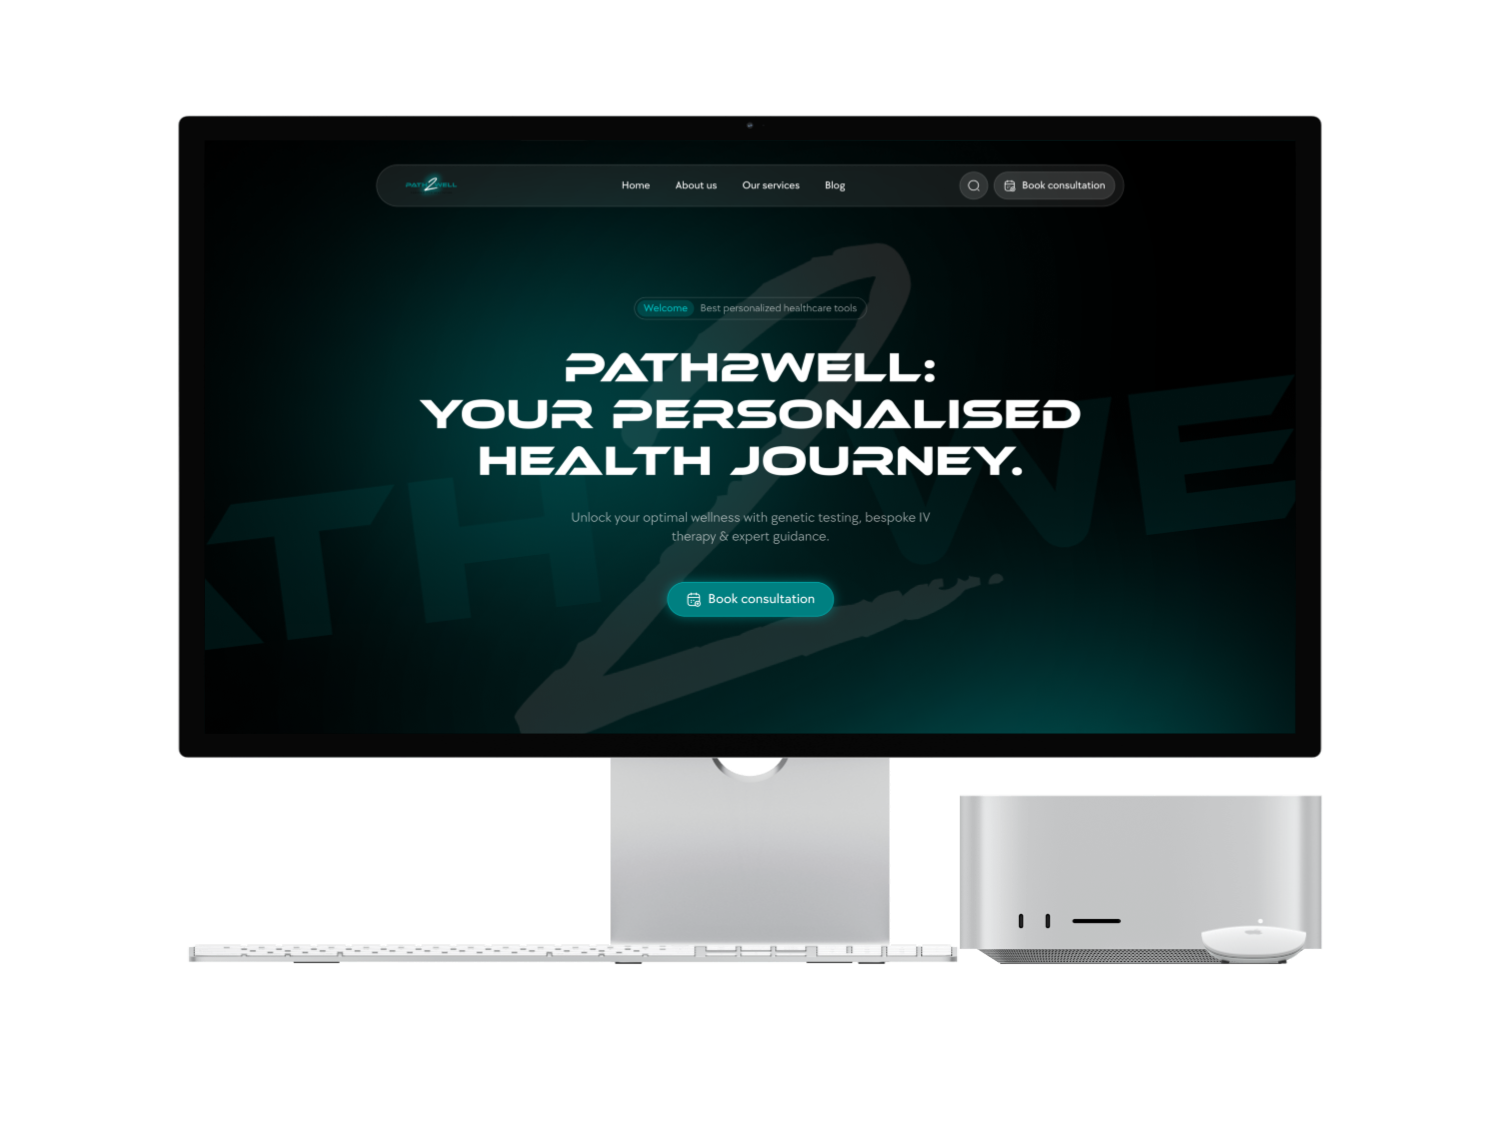 PATH2WELL
Home
About us
Our services
Blog
Book consultation
Welcome
Best personalized healthcare tools
PATH2WELL:
YOUR PERSONALISED
HEALTH JOURNEY.
Unlock your optimal wellness with genetic testing, bespoke IV
therapy & expert guidance.
Book consultation
ATH2WE